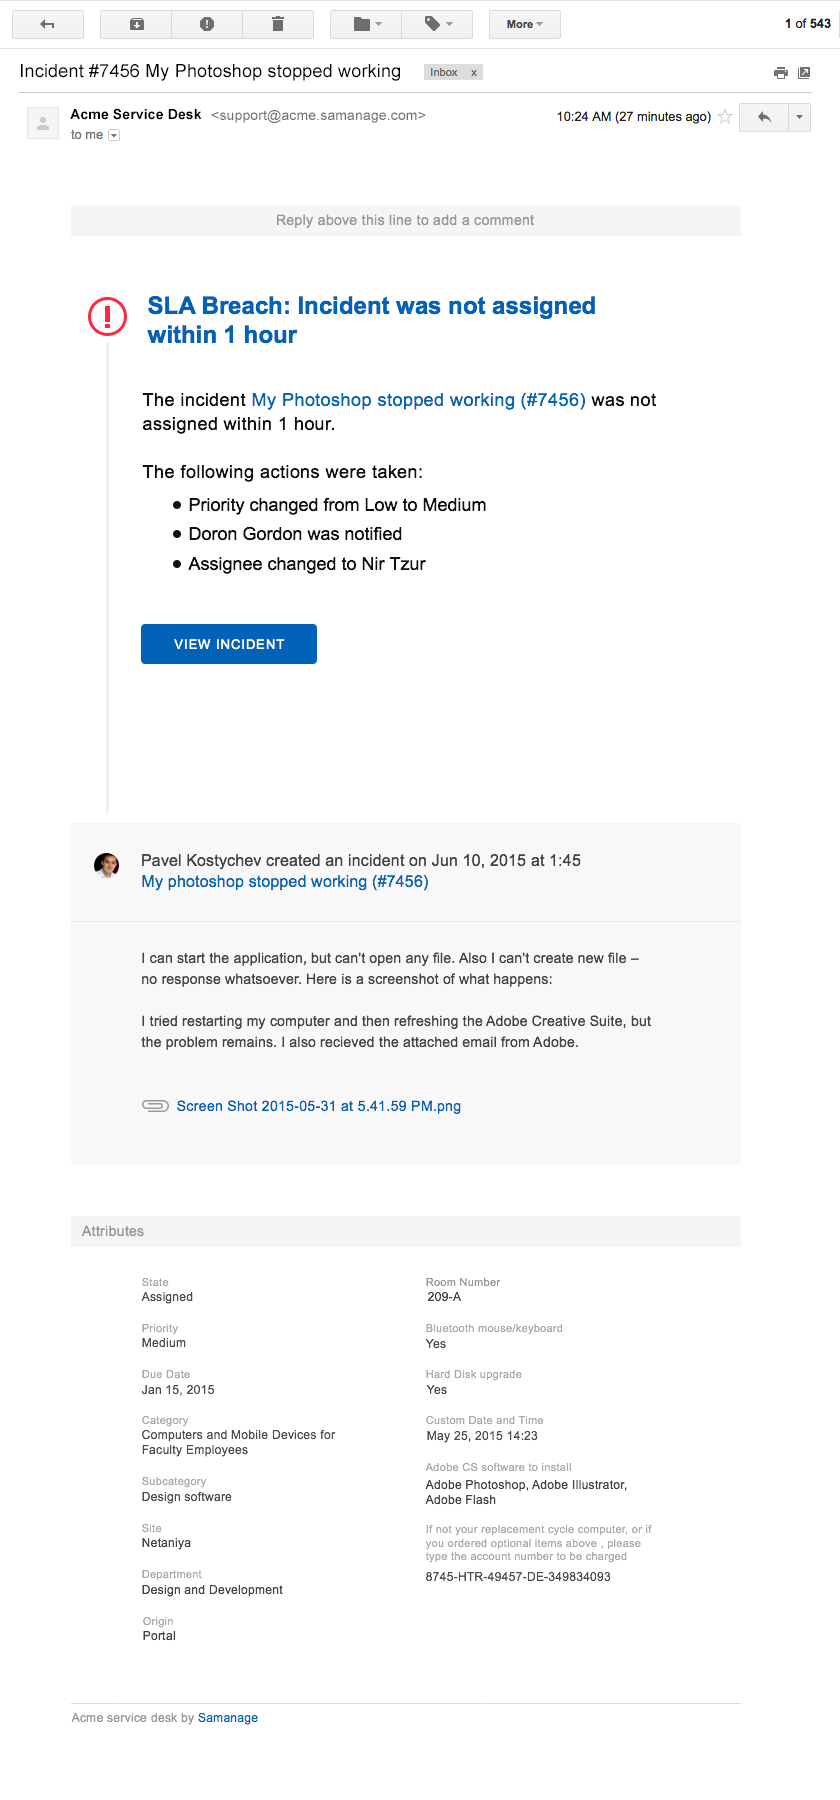 More
1 of 543
Incident #7456 My Photoshop stopped working
Inbox x
Acme Service Desk <support@acme.samanage.com>
10:24 AM (27 minutes ago)
to me
Reply above this line to add a comment
SLA Breach: Incident was not assigned
within 1 hour
The incident My Photoshop stopped working (#7456) was not
assigned within 1 hour.
The following actions were taken:
• Priority changed from Low to Medium
• Doron Gordon was notified
• Assignee changed to Nir Tzur
VIEW INCIDENT
Pavel Kostychev created an incident on Jun 10, 2015 at 1:45
My photoshop stopped working (#7456)
I can start the application, but can't open any file. Also I can't create new file –
no response whatsoever. Here is a screenshot of what happens:
I tried restarting my computer and then refreshing the Adobe Creative Suite, but
the problem remains. I also recieved the attached email from Adobe.
Screen Shot 2015-05-31 at 5.41.59 PM.png
Attributes
State
Assigned
Priority
Medium
Due Date
Jan 15, 2015
Category
Computers and Mobile Devices for
Faculty Employees
Subcategory
Design software
Site
Netaniya
Department
Design and Development
Origin
Portal
Room Number
209-A
Bluetooth mouse/keyboard
Yes
Hard Disk upgrade
Yes
Custom Date and Time
May 25, 2015 14:23
Adobe CS software to install
Adobe Photoshop, Adobe Illustrator,
Adobe Flash
If not your replacement cycle computer, or if
you ordered optional items above , please
type the account number to be charged
8745-HTR-49457-DE-349834093
Acme service desk by Samanage